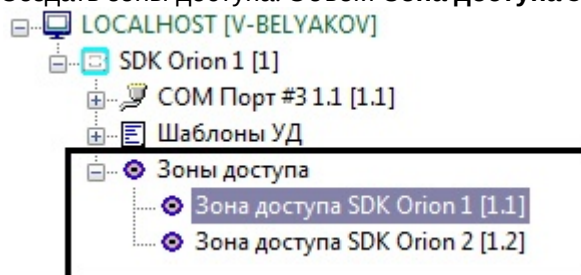 LOCALHOST [V-BELYAKOV]
SDK Orion 1 [1]
COM Порт #3 1.1 [1.1]
Шаблоны УД
Зоны доступа
Зона доступа SDK Orion 1 [1.1]
Зона доступа SDK Orion 2 [1.2]